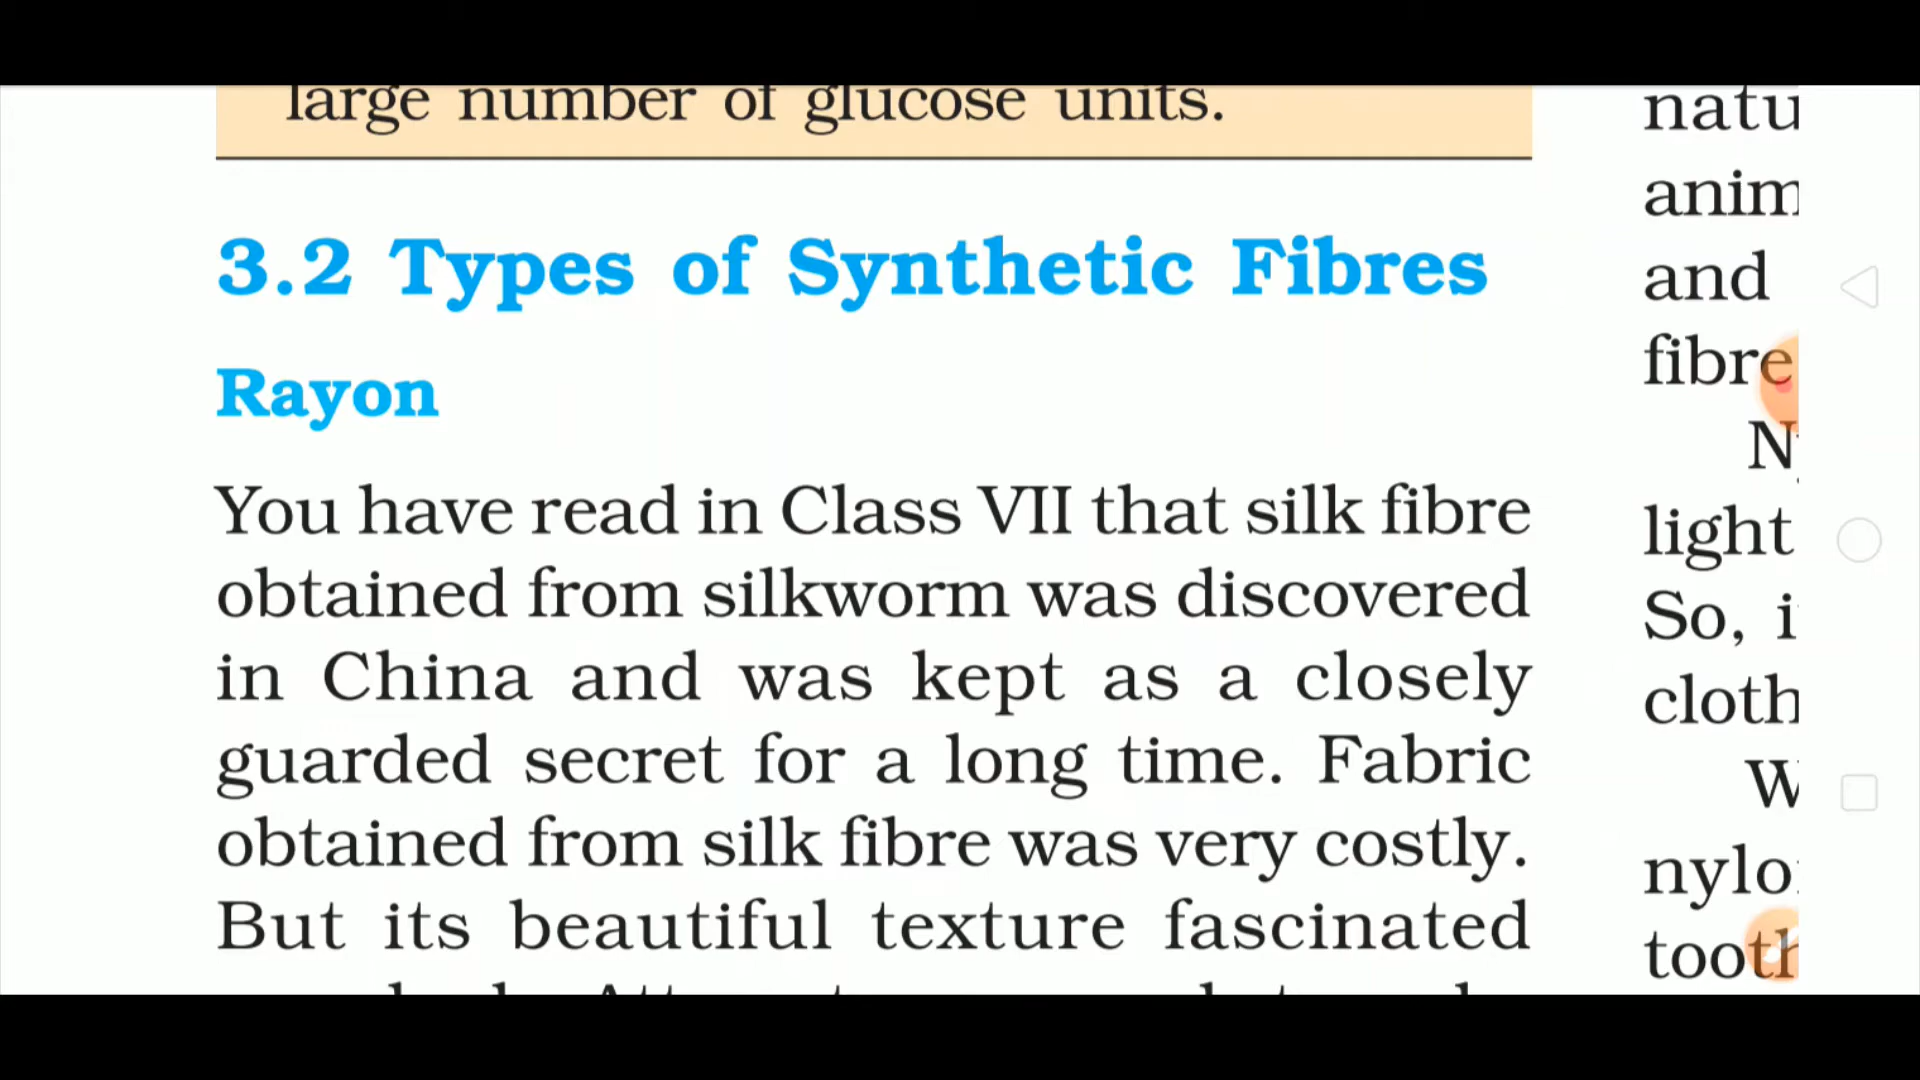 large number of glucose units.
3.2 Types of Synthetic Fibres
Rayon
You have read in Class VII that silk fibre
obtained from silkworm was discovered
in China and was kept as a closely
guarded secret for a long time. Fabric
obtained from silk fibre was very costly.
But its beautiful texture fascinated
and
fibre
light
So,